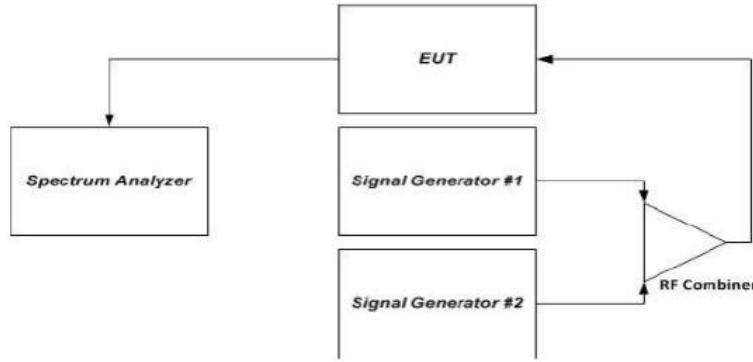 EUT
Spectrum Analyzer
Signal Generator #1
Signal Generator #2
RF Combiner